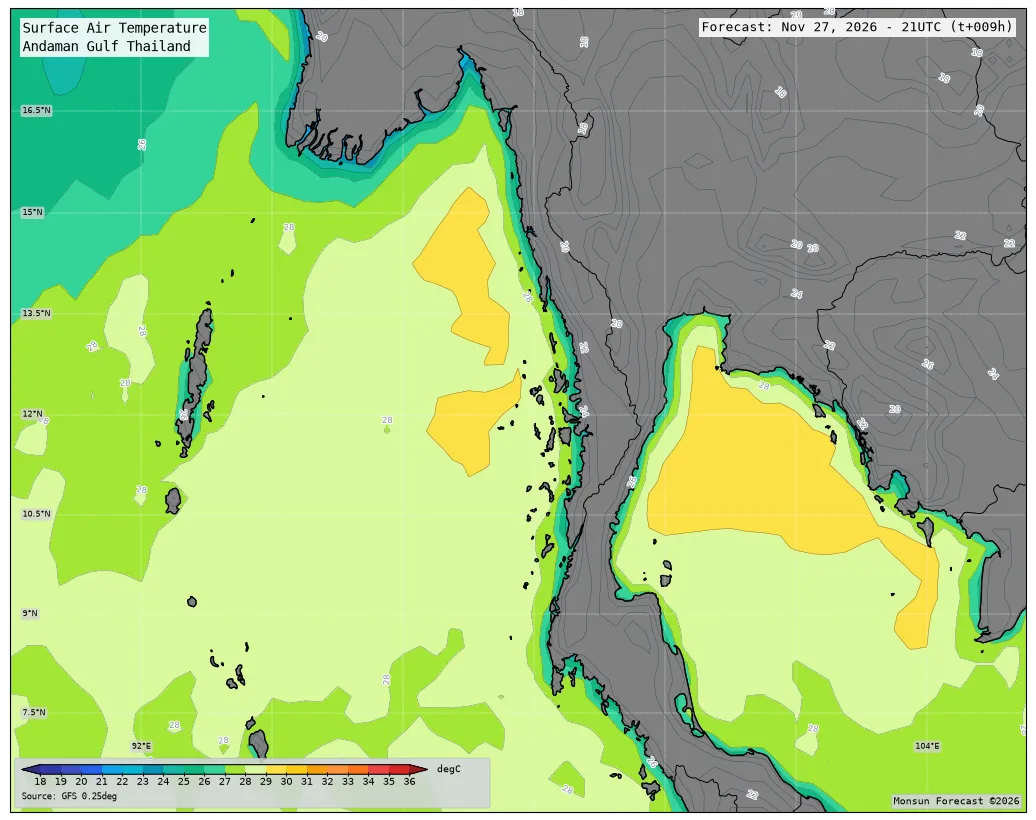 Surface Air Temperature
Andaman Gulf Thailand
Forecast: Nov 27, 2026 - 21UTC (t+009h)
16.5°N
15°N
13.5°N
12°N
10.5°N
9°N
7.5°N
92°E
104°E
18 19 20 21 22 23 24 25 26 27 28 29 30 31 32 33 34 35 36
degC
Source: GFS 0.25deg
Monsun Forecast ©2026